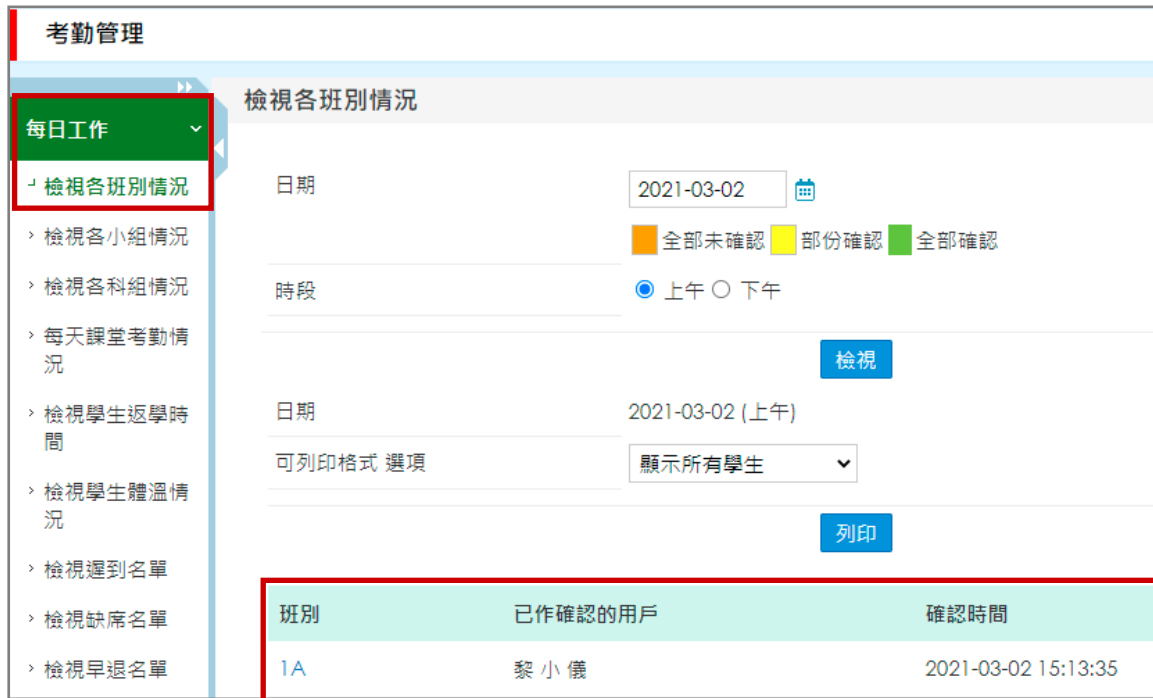 考勤管理
每日工作
檢視各班別情況
檢視各小組情況
檢視各科組情況
每天課堂考勤情
況
檢視學生返學時
間
檢視學生體溫情
況
檢視遲到名單
檢視缺席名單
檢視早退名單
檢視各班別情況
日期 2021-03-02
全部未確認 部份確認 全部確認
時段 上午 下午
檢視
日期 2021-03-02 (上午)
可列印格式 選項 顯示所有學生
列印
班別 已作確認的用戶 確認時間
1A 黎小儀 2021-03-02 15:13:35